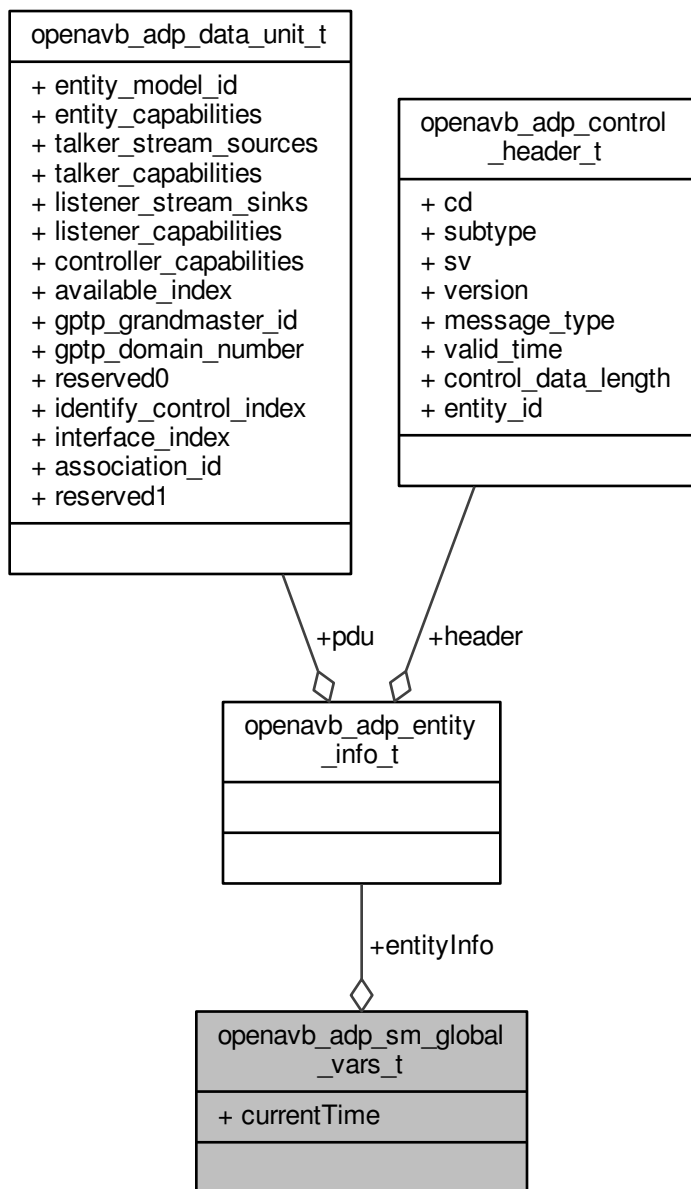 openavb_adp_data_unit_t
+ entity_model_id
+ entity_capabilities
+ talker_stream_sources
+ talker_capabilities
+ listener_stream_sinks
+ listener_capabilities
+ controller_capabilities
+ available_index
+ gptp_grandmaster_id
+ gptp_domain_number
+ reserved0
+ identify_control_index
+ interface_index
+ association_id
+ reserved1
openavb_adp_control
_header_t
+ cd
+ subtype
+ sv
+ version
+ message_type
+ valid_time
+ control_data_length
+ entity_id
+pdu
+header
openavb_adp_entity
_info_t
+entityInfo
openavb_adp_sm_global
_vars_t
+ currentTime